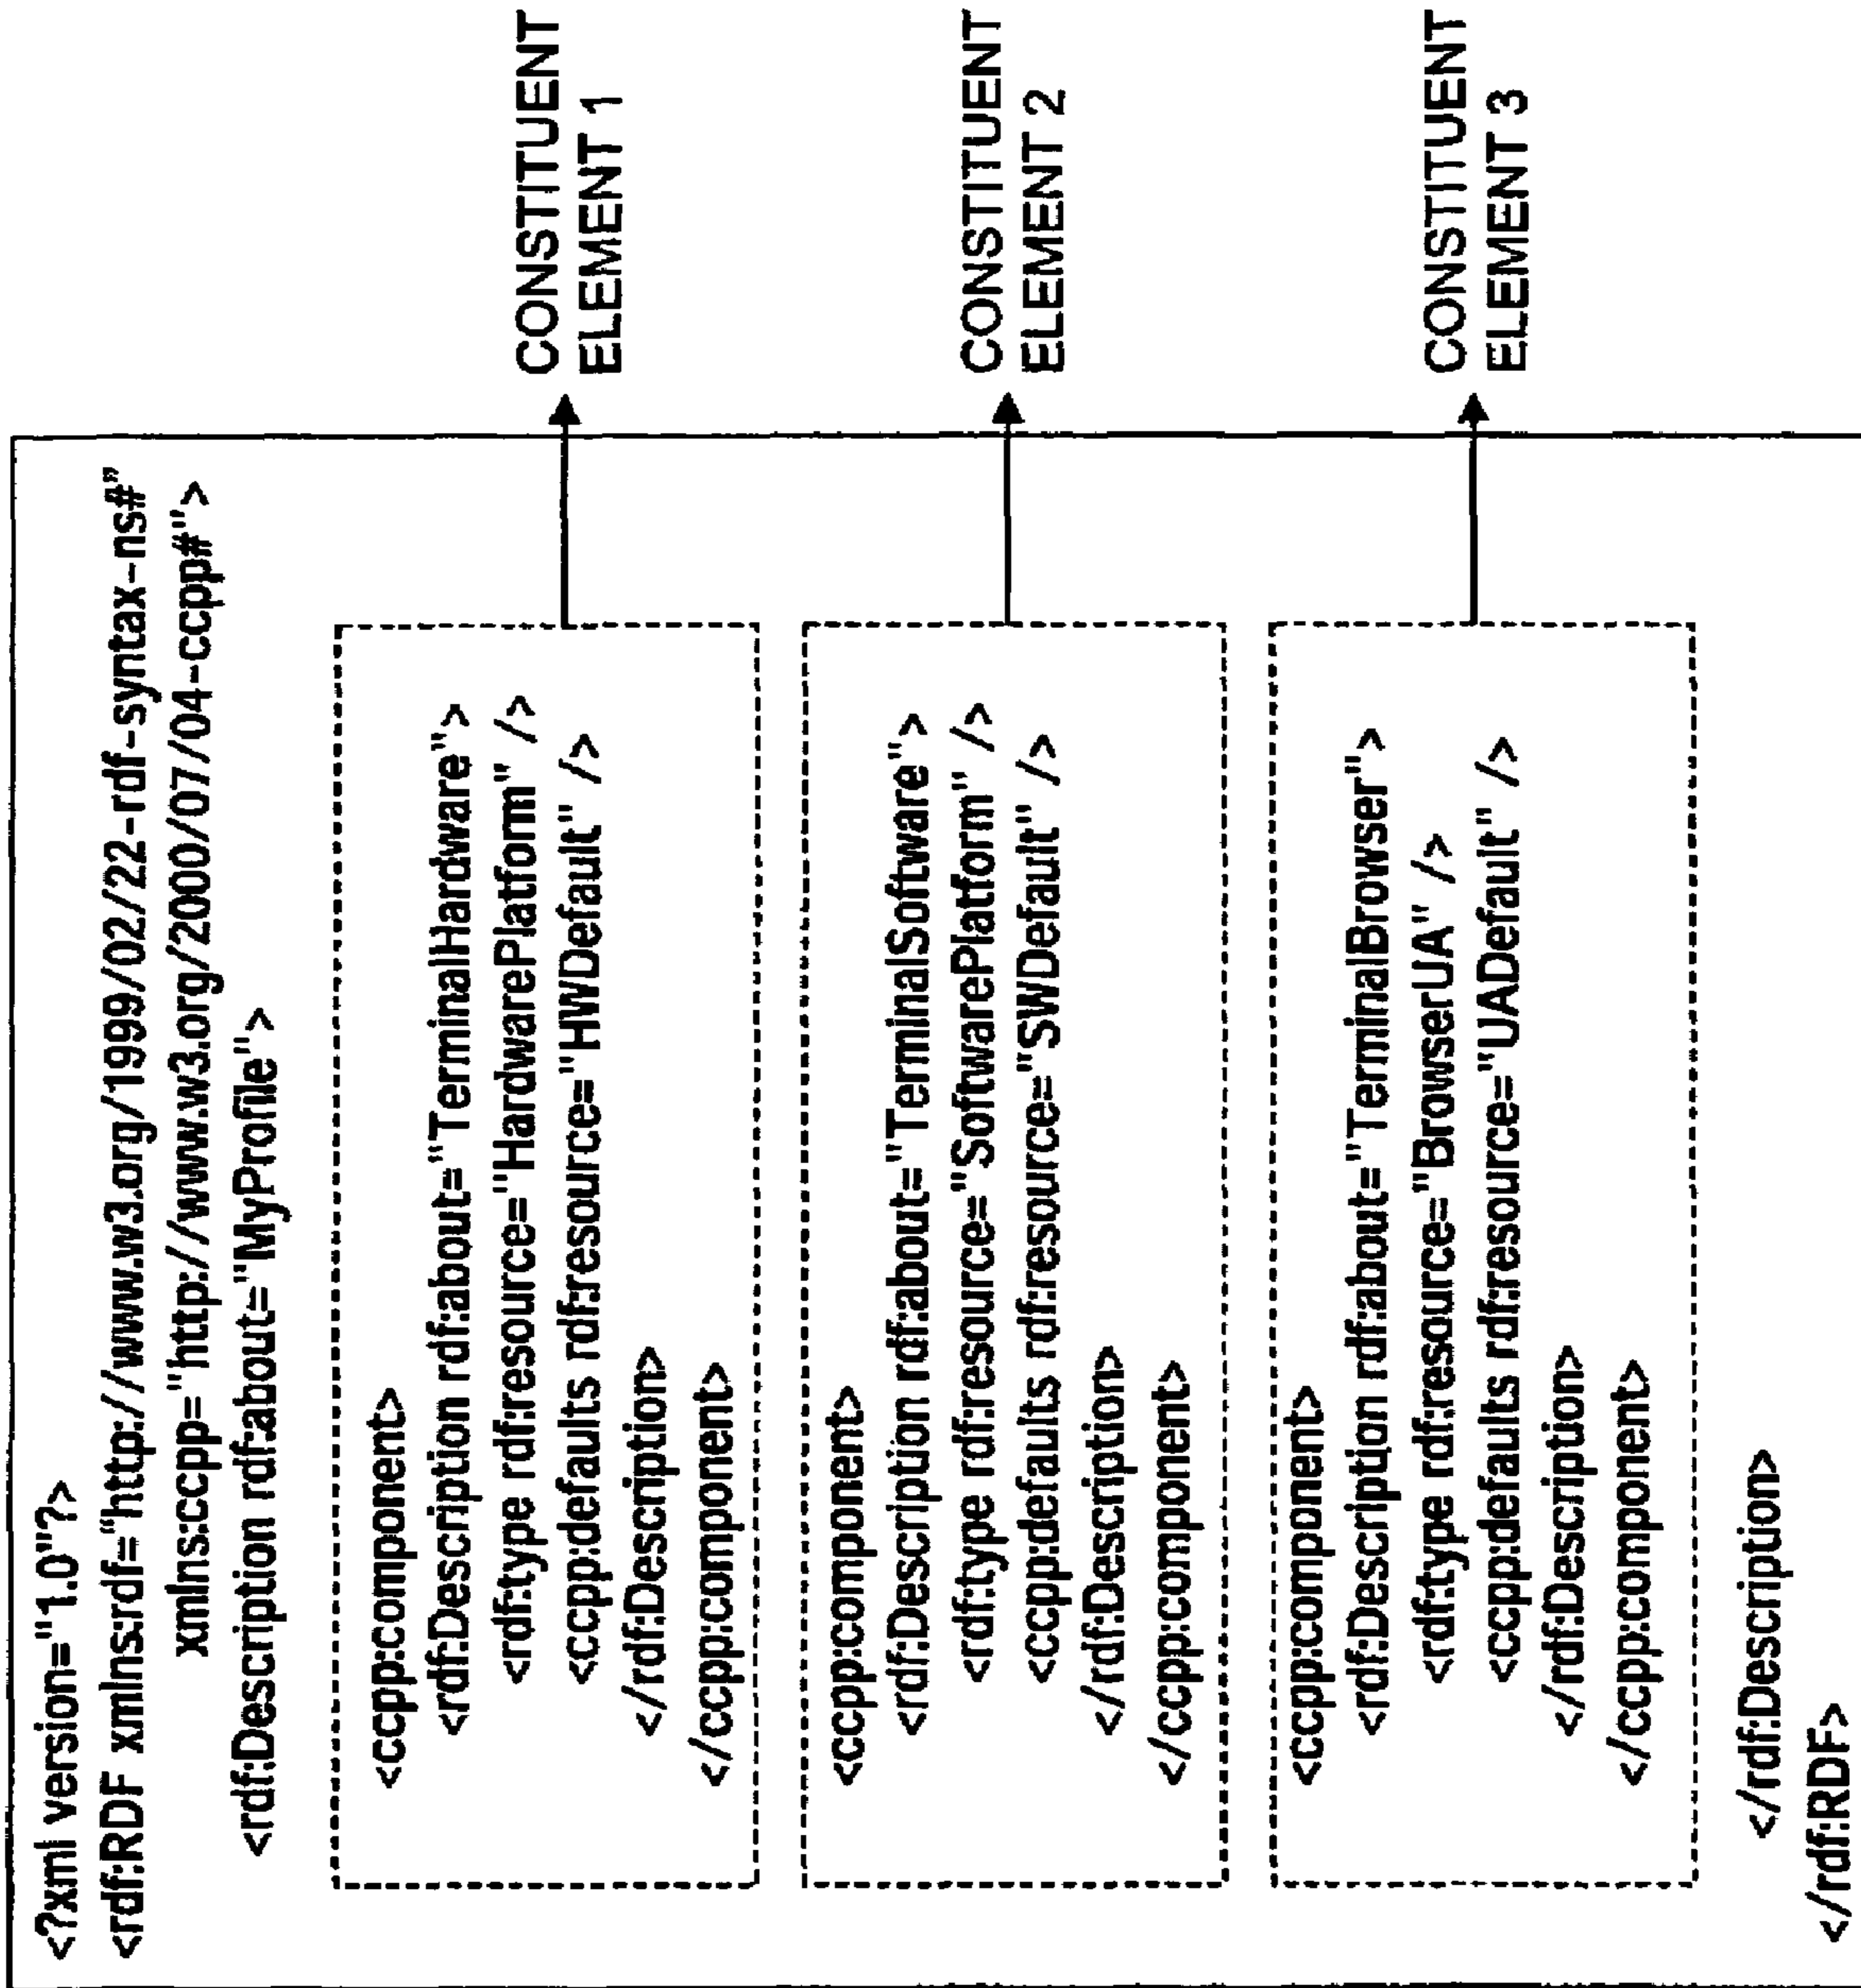 <?xml version="1.0"?>
<rdf:RDF xmlns:rdf="http://www.w3.org/1999/02/22-rdf-syntax-ns#"
xmlns:ccpp="http://www.w3.org/2000/07/04-ccpp#">
<rdf:Description rdf:about="MyProfile">
<ccpp:component>
<rdf:Description rdf:about="TerminalHardware">
<rdf:type rdf:resource="HardwarePlatform" />
<ccpp:defaults rdf:resource="HWDefault" />
</rdf:Description>
</ccpp:component>
CONSTITUENT
ELEMENT 1
<ccpp:component>
<rdf:Description rdf:about="TerminalSoftware">
<rdf:type rdf:resource="SoftwarePlatform" />
<ccpp:defaults rdf:resource="SWDefault" />
</rdf:Description>
</ccpp:component>
CONSTITUENT
ELEMENT 2
<ccpp:component>
<rdf:Description rdf:about="TerminalBrowser">
<rdf:type rdf:resource="BrowserUA" />
<ccpp:defaults rdf:resource="UADefault" />
</rdf:Description>
</ccpp:component>
CONSTITUENT
ELEMENT 3
</rdf:Description>
</rdf:RDF>